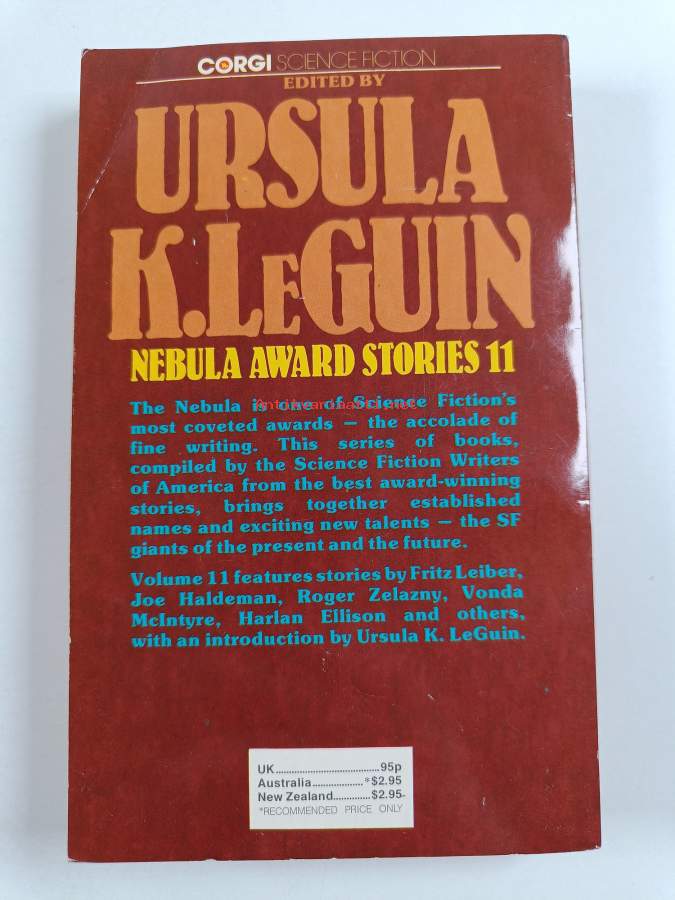 CORGI SCIENCE FICTION
EDITED BY
URSULA
K. LeGUIN
NEBULA AWARD STORIES 11
The Nebula is one of Science Fiction's
most coveted awards — the accolade of
fine writing. This series of books,
compiled by the Science Fiction Writers
of America from the best award-winning
stories, brings together established
names and exciting new talents — the SF
giants of the present and the future.
Volume 11 features stories by Fritz Leiber,
Joe Haldeman, Roger Zelazny, Vonda
McIntyre, Harlan Ellison and others,
with an introduction by Ursula K. LeGuin.
UK....................................95p
Australia..................*$2.95
New Zealand.............$2.95
*RECOMMENDED PRICE ONLY